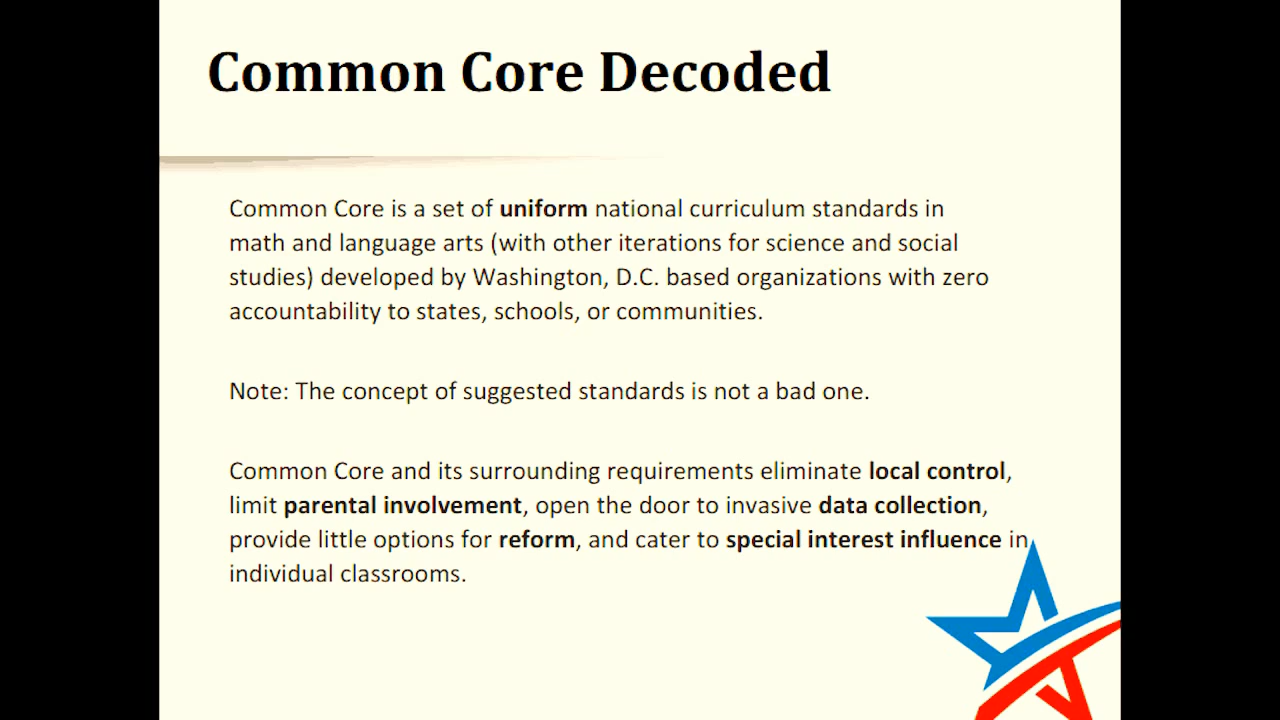 Common Core Decoded
Common Core is a set of uniform national curriculum standards in
math and language arts (with other iterations for science and social
studies) developed by Washington, D.C. based organizations with zero
accountability to states, schools, or communities.
Note: The concept of suggested standards is not a bad one.
Common Core and its surrounding requirements eliminate local control,
limit parental involvement, open the door to invasive data collection,
provide little options for reform, and cater to special interest influence in
individual classrooms.